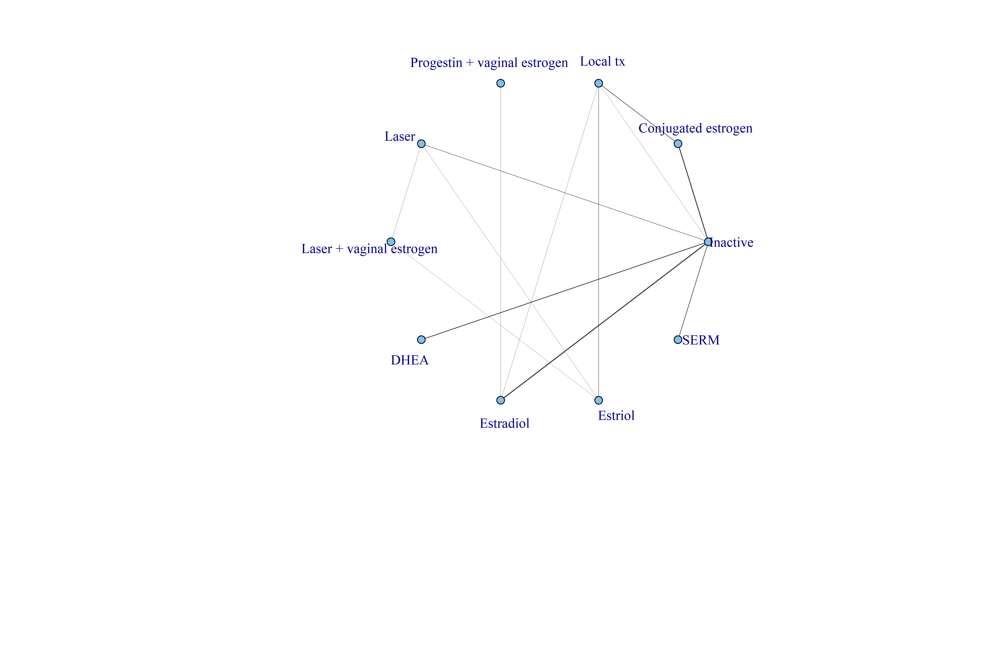 Progestin + vaginal estrogen
Local tx
Conjugated estrogen
Laser
Inactive
Laser + vaginal estrogen
SERM
DHEA
Estriol
Estradiol